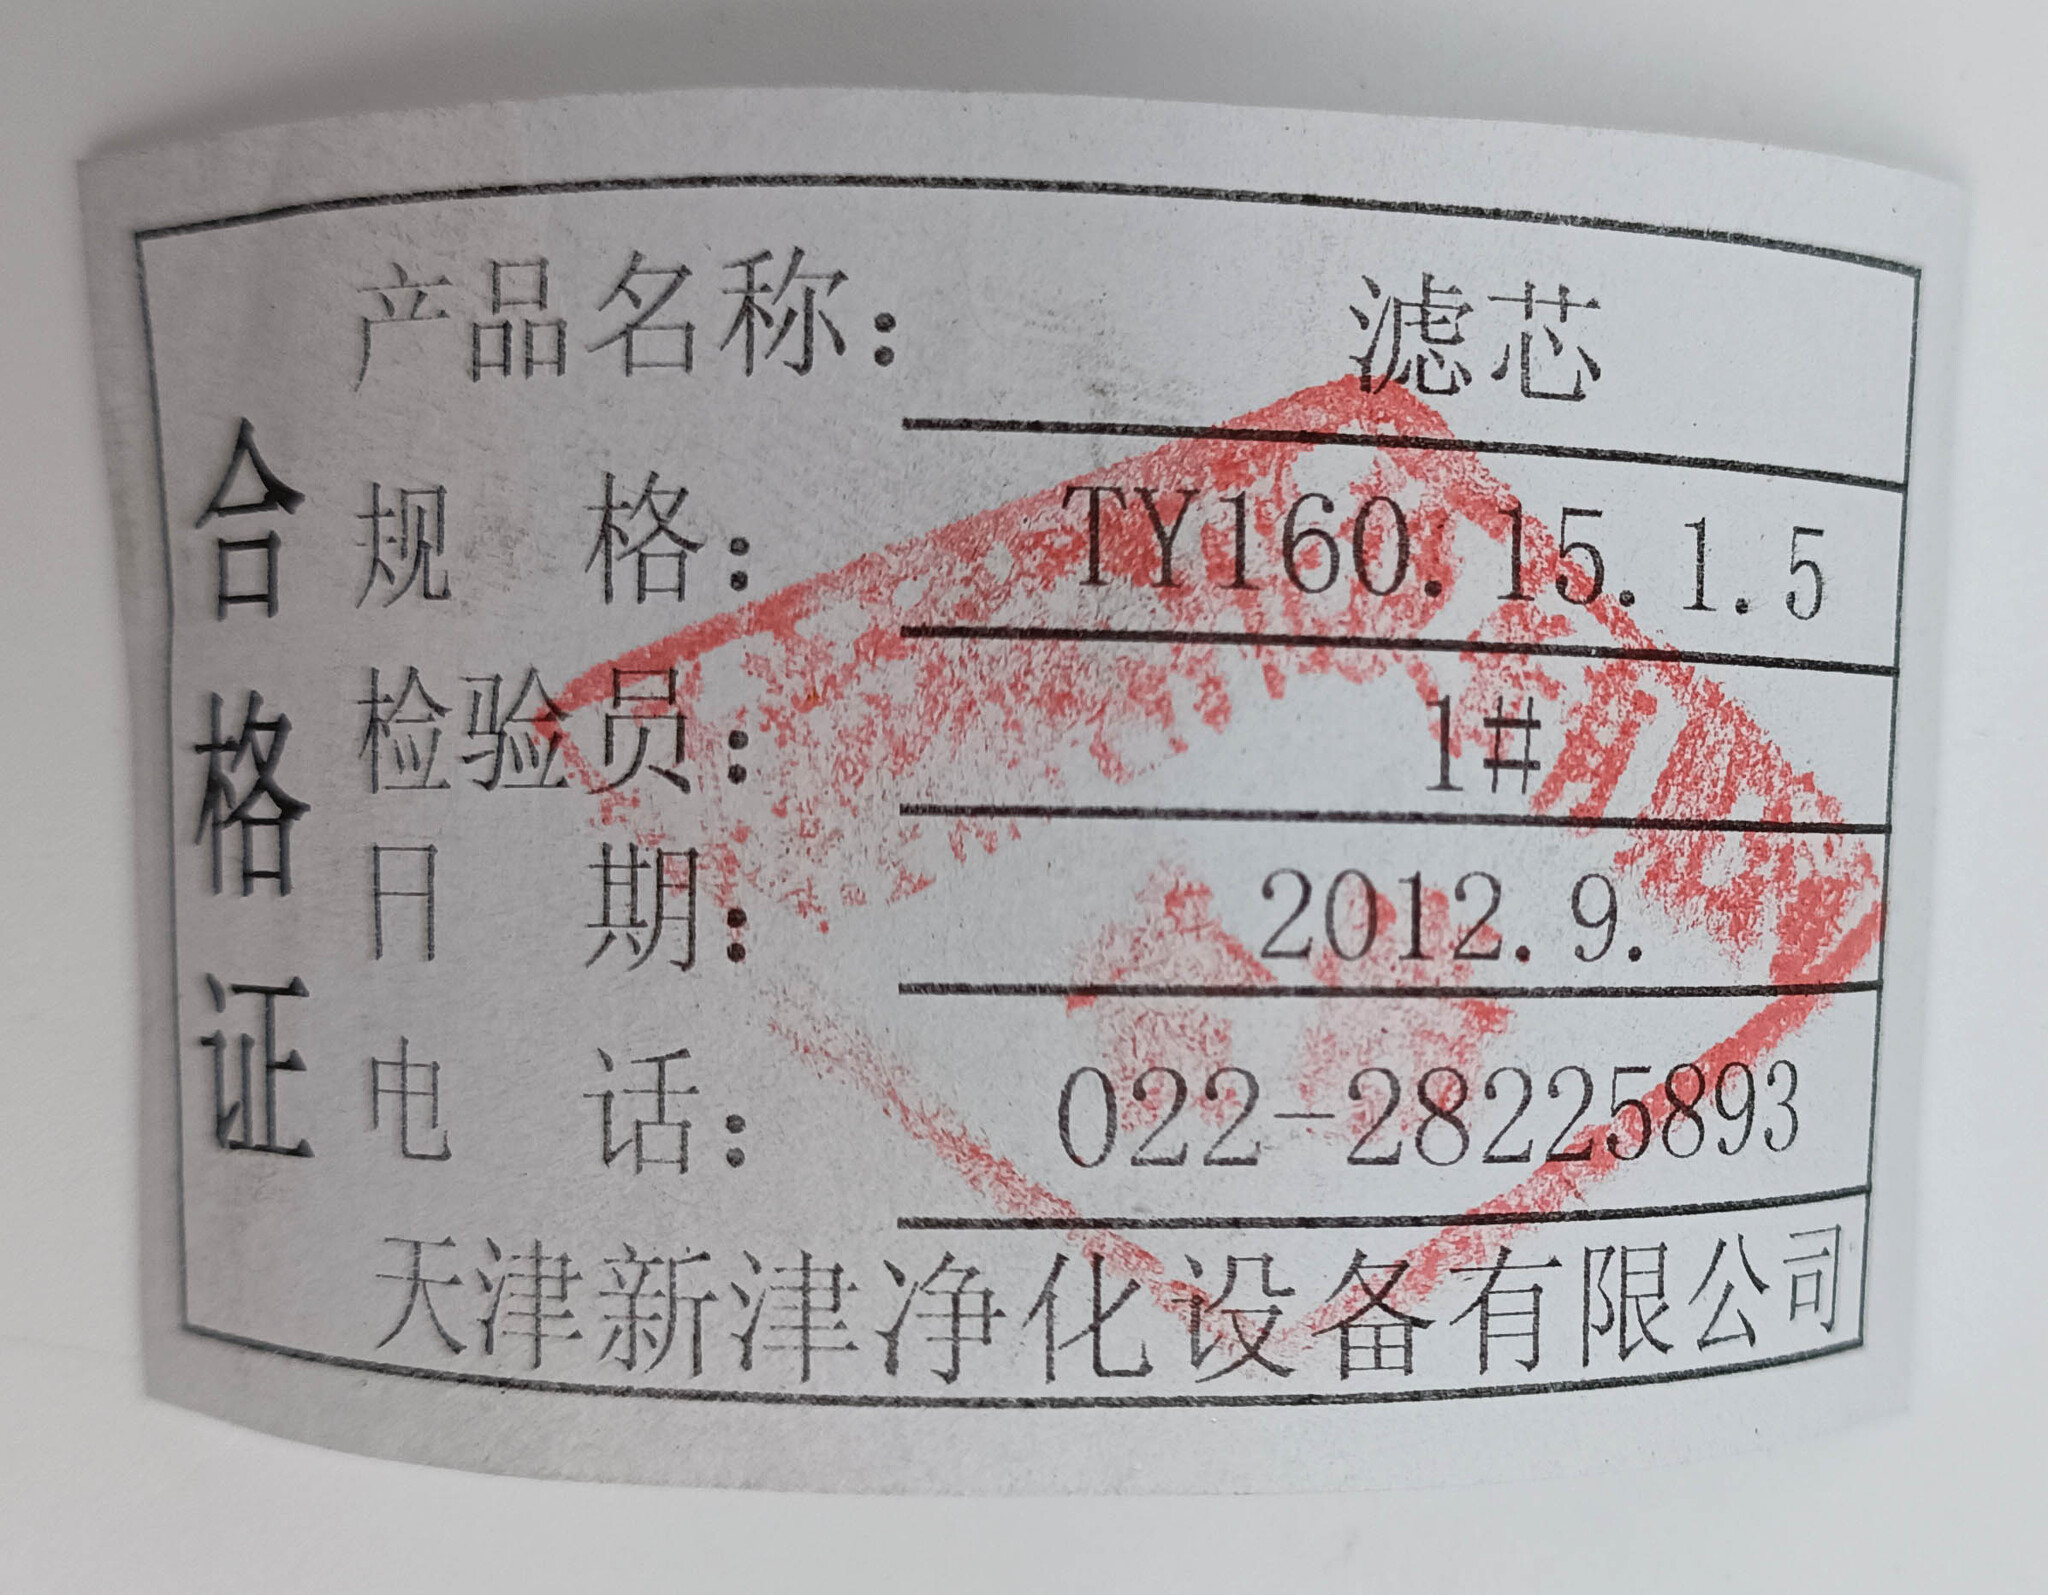 合格证
产品名称： 滤芯
规 格： TY160.15.1.5
检验员： 1#
日 期： 2012.9.
电 话： 022-28225893
天津新津净化设备有限公司